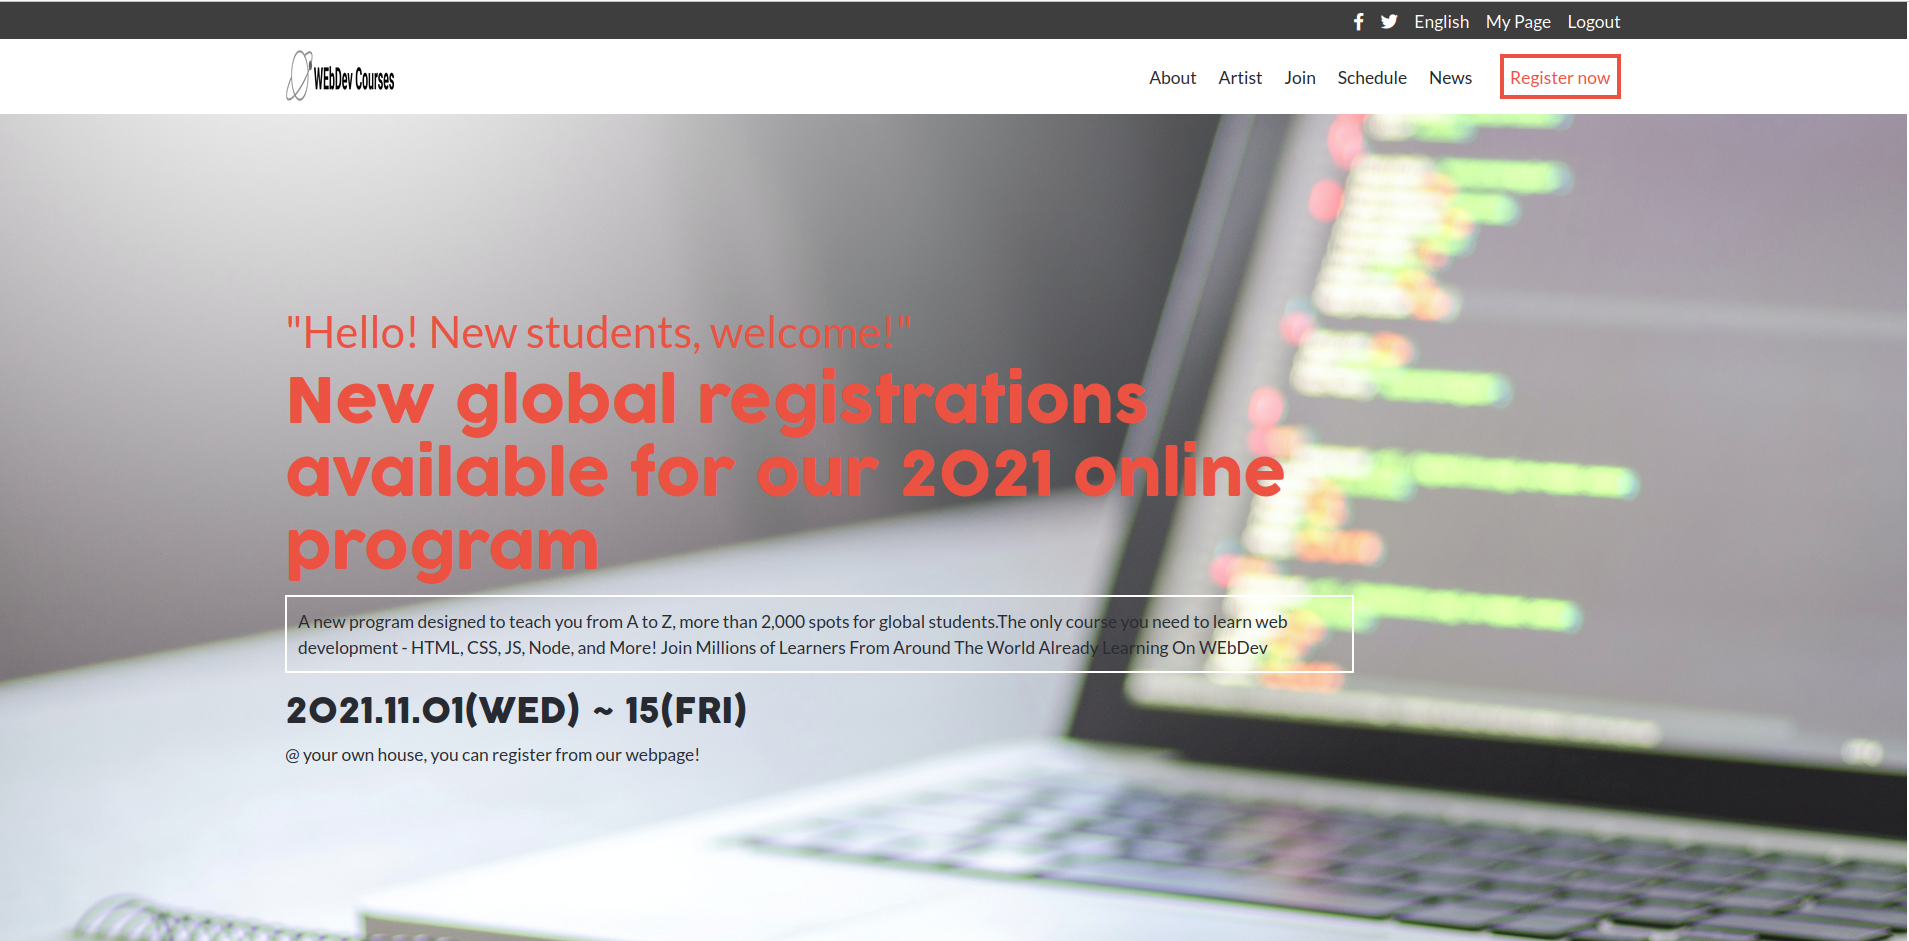 English My Page Logout
WEbDev Courses
About Artist Join Schedule News Register now
"Hello! New students, welcome!"
New global registrations
available for our 2021 online
program
A new program designed to teach you from A to Z, more than 2,000 spots for global students.The only course you need to learn web
development - HTML, CSS, JS, Node, and More! Join Millions of Learners From Around The World Already Learning On WEbDev
2021.11.01(WED) ~ 15(FRI)
@ your own house, you can register from our webpage!